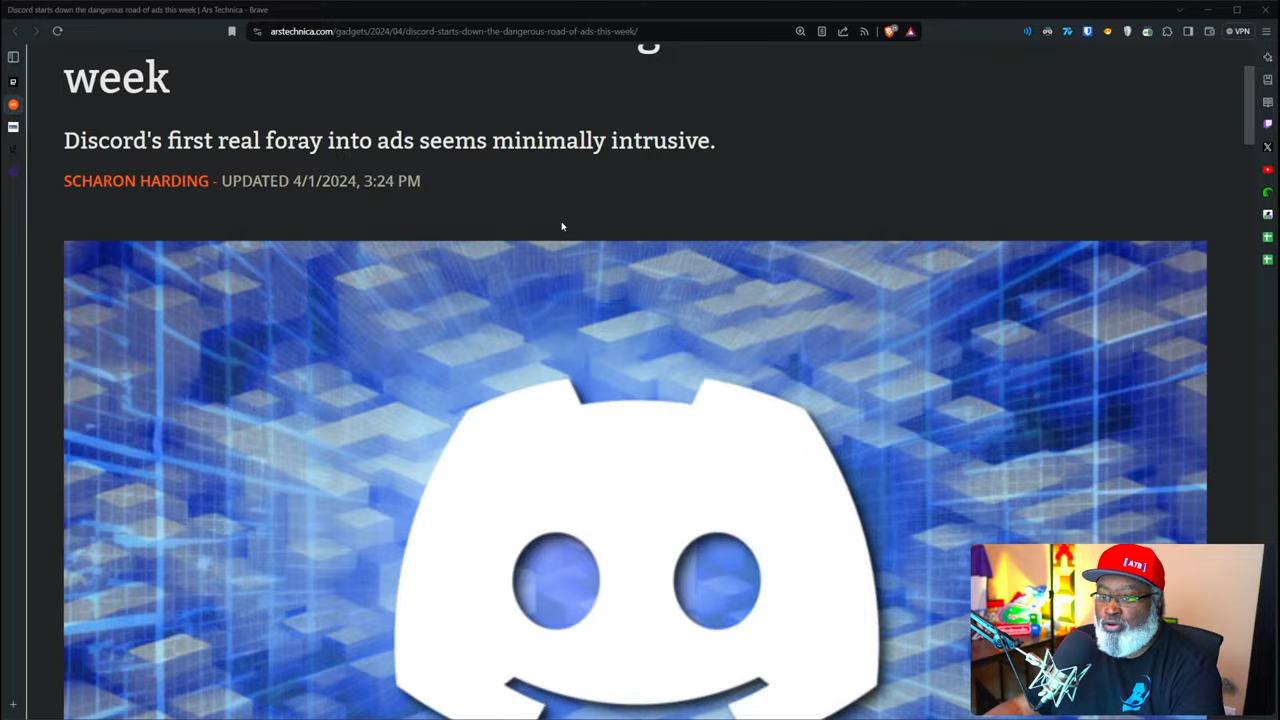 Discord starts down the dangerous road of ads this week | Ars Technica - Brave
arstechnica.com/gadgets/2024/04/discord-starts-down-the-dangerous-road-of-ads-this-week/
VPN
week
Discord's first real foray into ads seems minimally intrusive.
SCHARON HARDING - UPDATED 4/1/2024, 3:24 PM
[ATB]